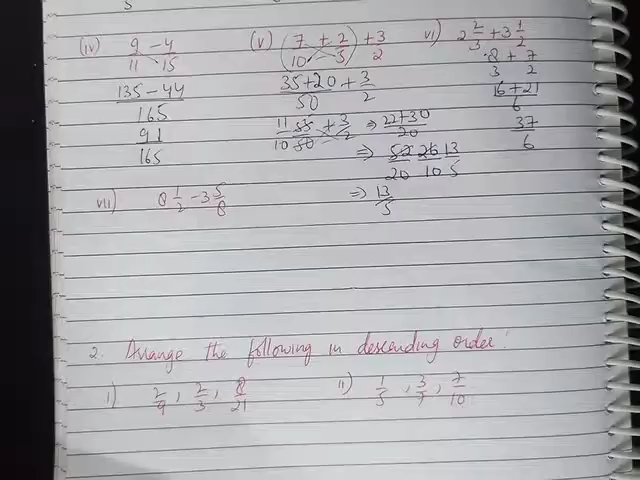 (iv) 9/11 - 4/15 (v) (7/10 + 2/5) + 3/2 vi) 2 2/3 + 3 1/2
135-44/165 35+20/50 + 3/2 8/3 + 7/2
91/165 11/10 55/50 + 3/2 ⇒ 22+30/20 16+21/6
⇒ 52/20 26/10 13/5 37/6
⇒ 13/5
vii) 8 1/2 - 3 5/8
2. Arrange the following in descending order:
i) 2/9, 2/3, 8/21 ii) 1/5, 3/7, 7/10